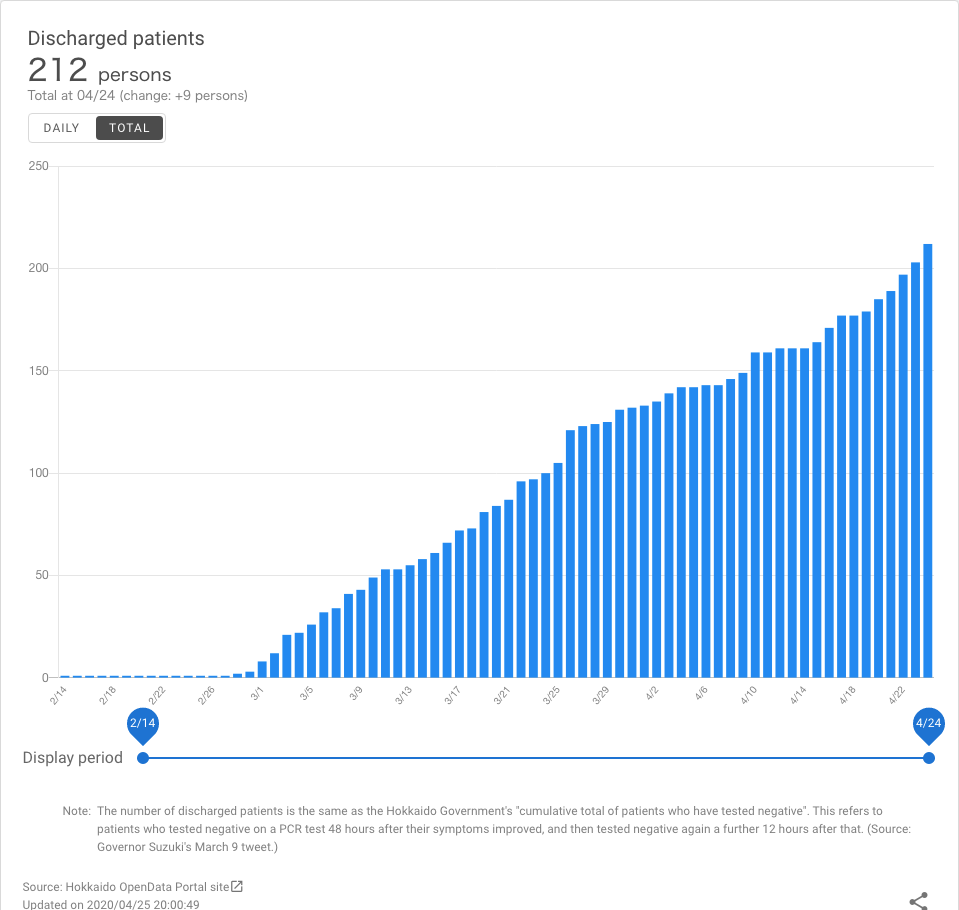 Discharged patients
212 persons
Total at 04/24 (change: +9 persons)
DAILY TOTAL
250
200
150
100
50
0
2/14 2/18 2/22 2/26 3/1 3/5 3/9 3/13 3/17 3/21 3/25 3/29 4/2 4/6 4/10 4/14 4/18 4/22
2/14 4/24
Display period
Note: The number of discharged patients is the same as the Hokkaido Government's "cumulative total of patients who have tested negative". This refers to
patients who tested negative on a PCR test 48 hours after their symptoms improved, and then tested negative again a further 12 hours after that. (Source:
Governor Suzuki's March 9 tweet.)
Source: Hokkaido OpenData Portal site
Updated on 2020/04/25 20:00:49